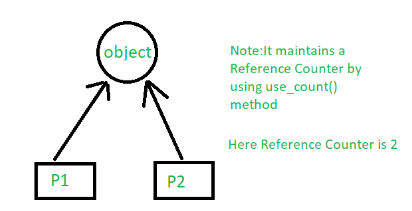 object
Note:It maintains a
Reference Counter by
using use_count()
method
Here Reference Counter is 2
P1
P2